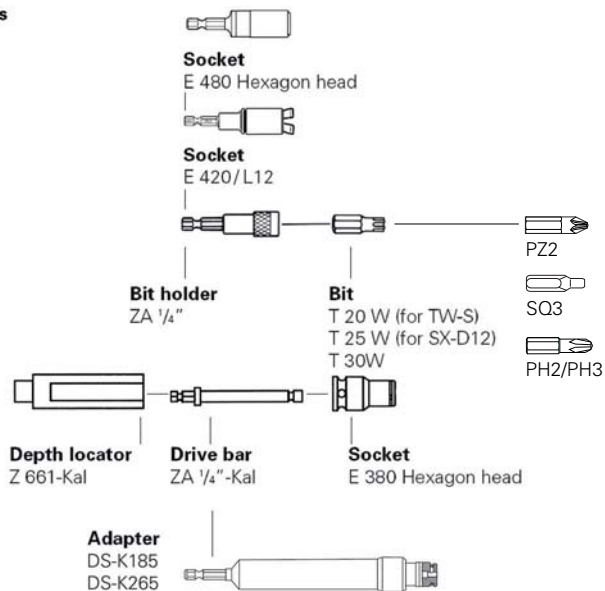 s
Socket
E 480 Hexagon head
Socket
E 420/L12
PZ2
Bit holder
ZA 1/4"
Bit
T 20 W (for TW-S)
T 25 W (for SX-D12)
T 30W
SQ3
PH2/PH3
Depth locator
Z 661-Kal
Drive bar
ZA 1/4"-Kal
Socket
E 380 Hexagon head
Adapter
DS-K185
DS-K265